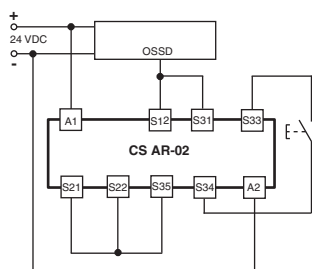 +
24 VDC
-
OSSD
A1 S12 S31 S33
CS AR-02
S21 S22 S35 S34 A2